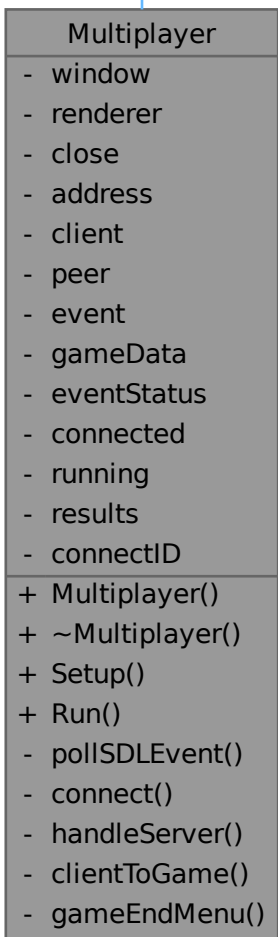 Multiplayer
- window
- renderer
- close
- address
- client
- peer
- event
- gameData
- eventStatus
- connected
- running
- results
- connectID
+ Multiplayer()
+ ~Multiplayer()
+ Setup()
+ Run()
- pollSDLEvent()
- connect()
- handleServer()
- clientToGame()
- gameEndMenu()